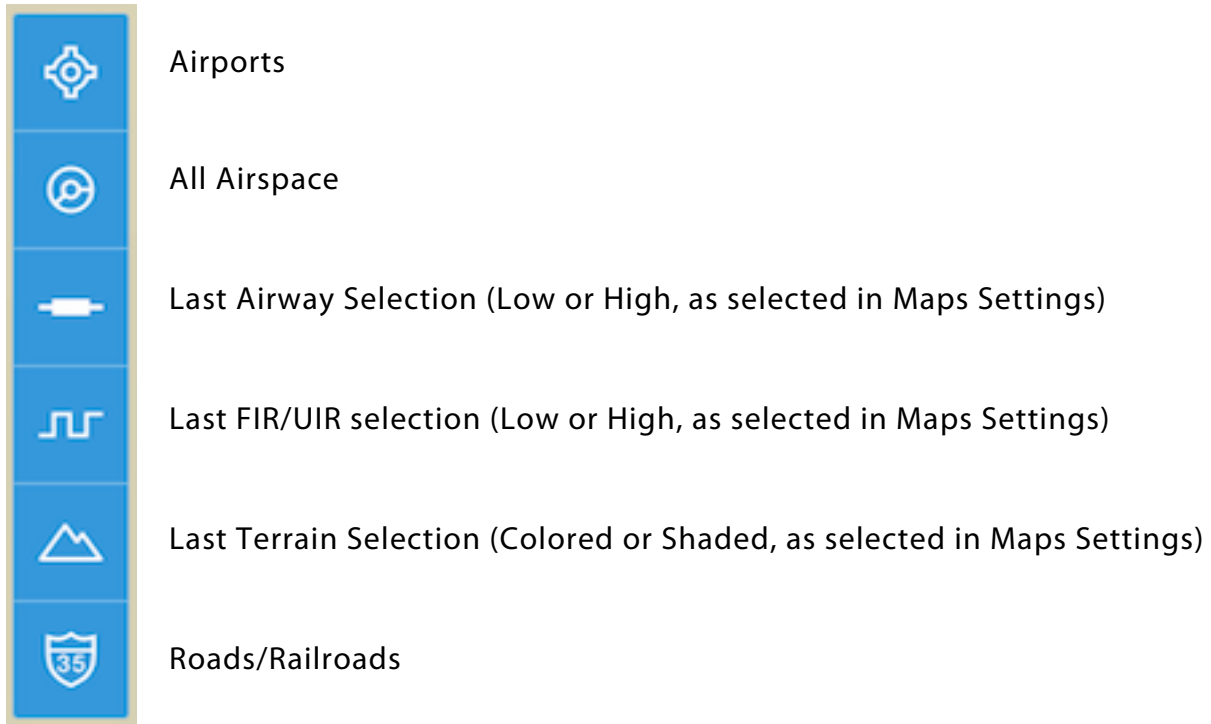 Airports
All Airspace
Last Airway Selection (Low or High, as selected in Maps Settings)
Last FIR/UIR selection (Low or High, as selected in Maps Settings)
Last Terrain Selection (Colored or Shaded, as selected in Maps Settings)
35
Roads/Railroads